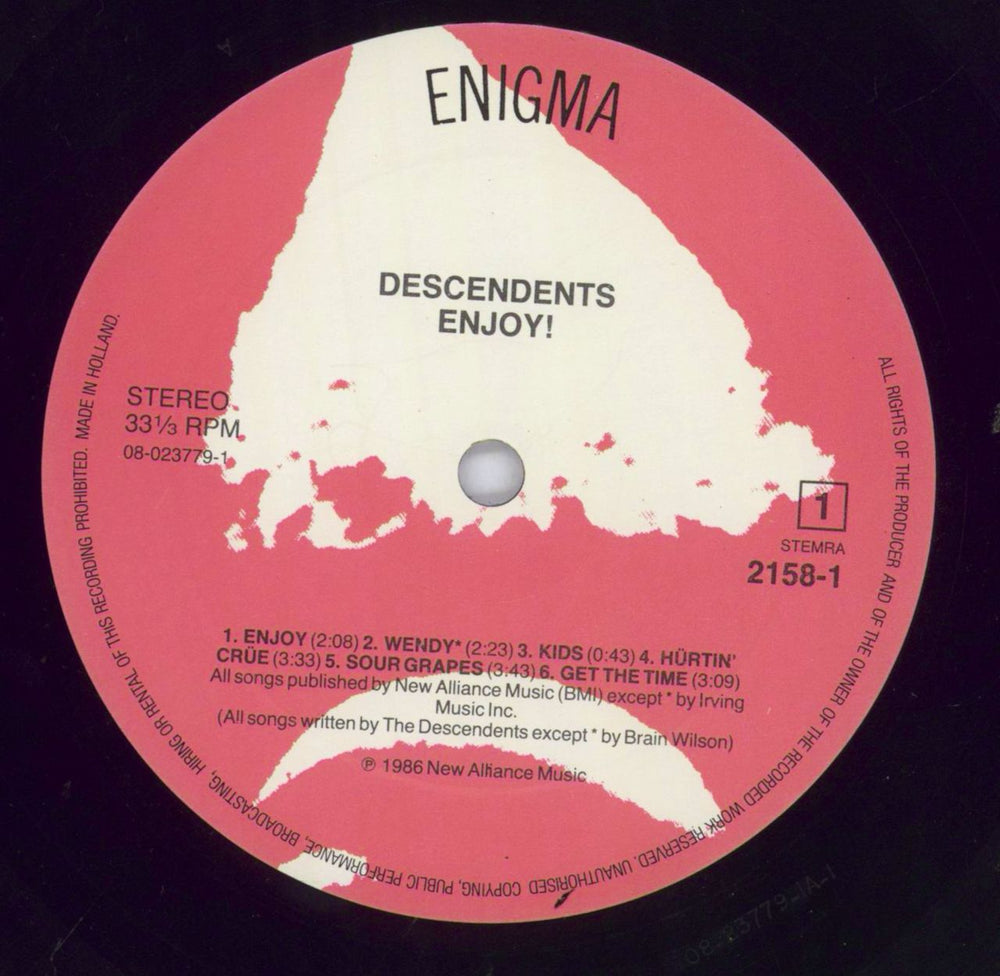 ENIGMA
DESCENDENTS
ENJOY!
STEREO
33⅓ RPM
08-023779-1
1
STEMRA
2158-1
1. ENJOY (2:08) 2. WENDY* (2:23) 3. KIDS (0:43) 4. HÜRTIN'
CRÜE (3:33) 5. SOUR GRAPES (3:43) 6. GET THE TIME (3:09)
All songs published by New Alliance Music (BMI) except * by Irving
Music Inc.
(All songs written by The Descendents except * by Brain Wilson)
℗ 1986 New Alliance Music
ALL RIGHTS OF THE PRODUCER AND OF THE OWNER OF THE RECORDED WORK RESERVED. UNAUTHORISED COPYING, PUBLIC PERFORMANCE, BROADCASTING, HIRING OR RENTAL OF THIS RECORDING PROHIBITED. MADE IN HOLLAND.
08-23779-1A-1